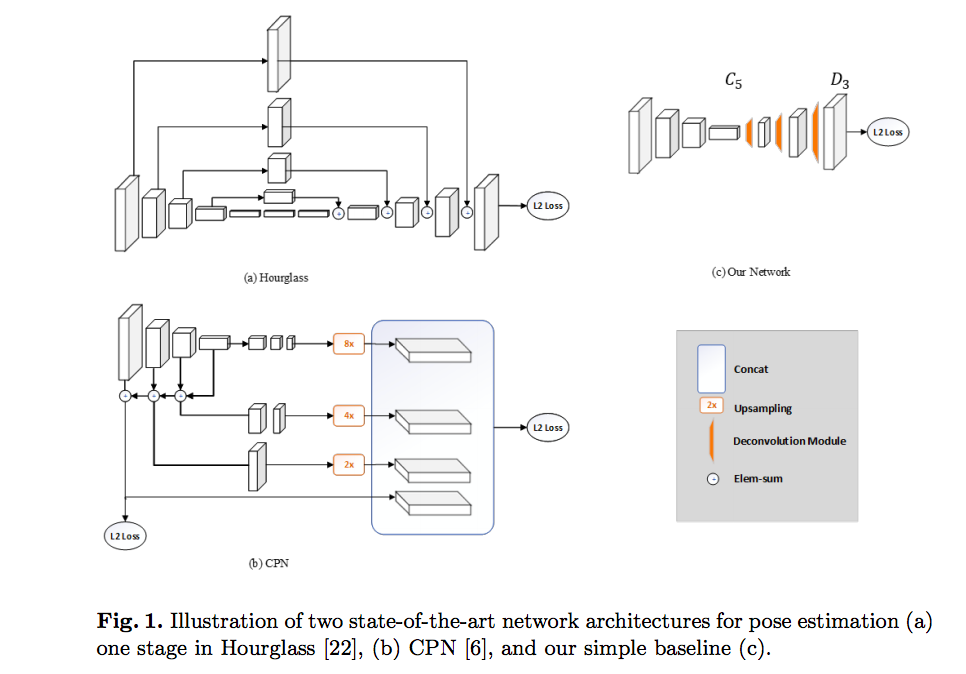 C5
D3
L2 Loss
L2 Loss
(a) Hourglass
(c) Our Network
8x
4x
L2 Loss
2x
L2 Loss
(b) CPN
Concat
2x
Upsampling
Deconvolution Module
Elem-sum
Fig. 1. Illustration of two state-of-the-art network architectures for pose estimation (a)
one stage in Hourglass [22], (b) CPN [6], and our simple baseline (c).